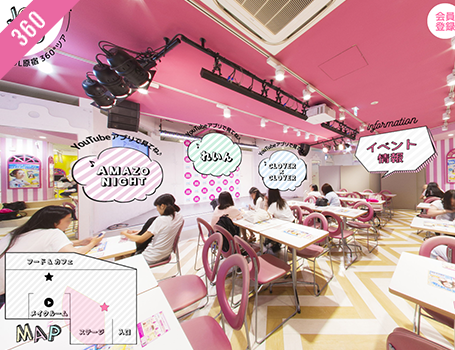 360
原宿 360°ツア
会員
登録
YouTubeアプリで見てね♪
AMAZO
NIGHT
YouTubeアプリで見てね♪
れいん
YouTubeアプリで見てね♪
CLOVER
×
CLOVER
information
イベント
情報
フード&カフェ
メイクルーム
ステージ
入口
MAP